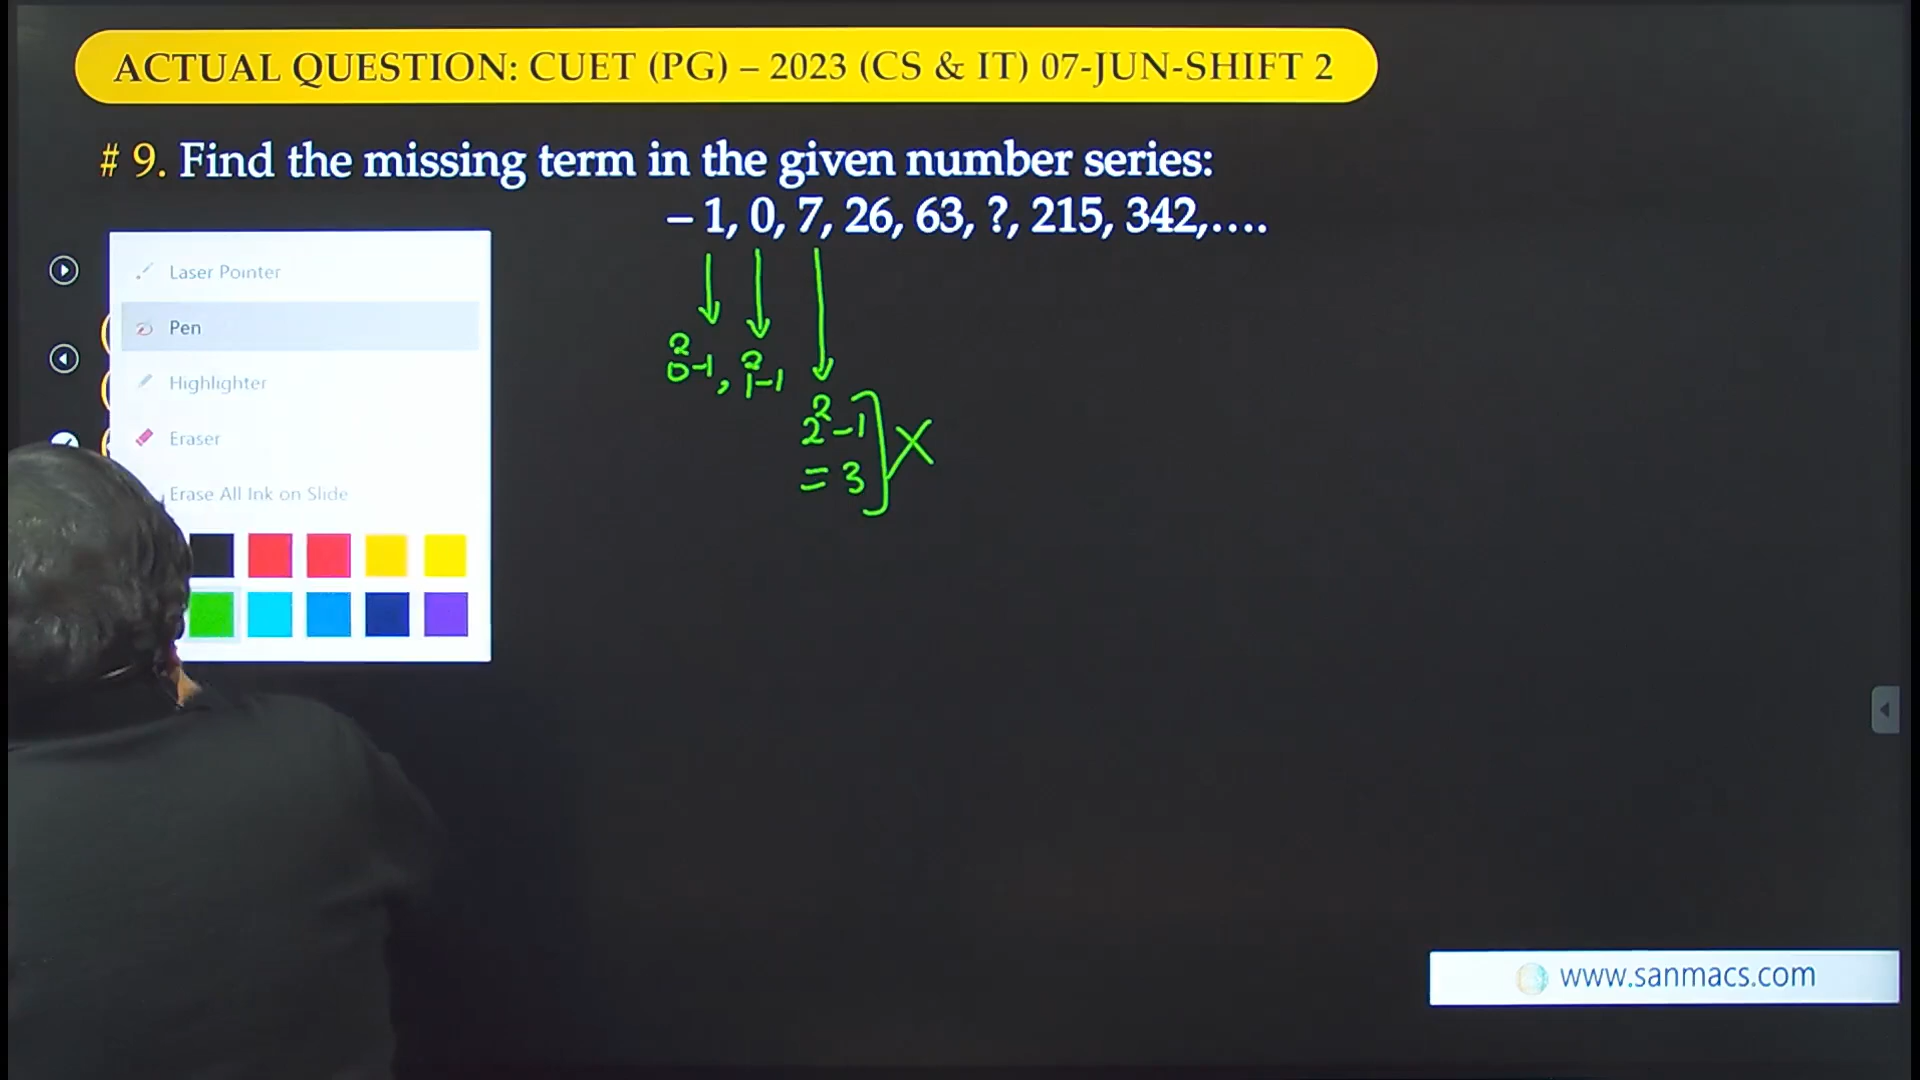 ACTUAL QUESTION: CUET (PG) – 2023 (CS & IT) 07-JUN-SHIFT 2
# 9. Find the missing term in the given number series:
– 1, 0, 7, 26, 63, ?, 215, 342,....
Laser Pointer
Pen
Highlighter
Eraser
Erase All Ink on Slide
0²-1, 1²-1
2²-1
= 3
www.sanmacs.com